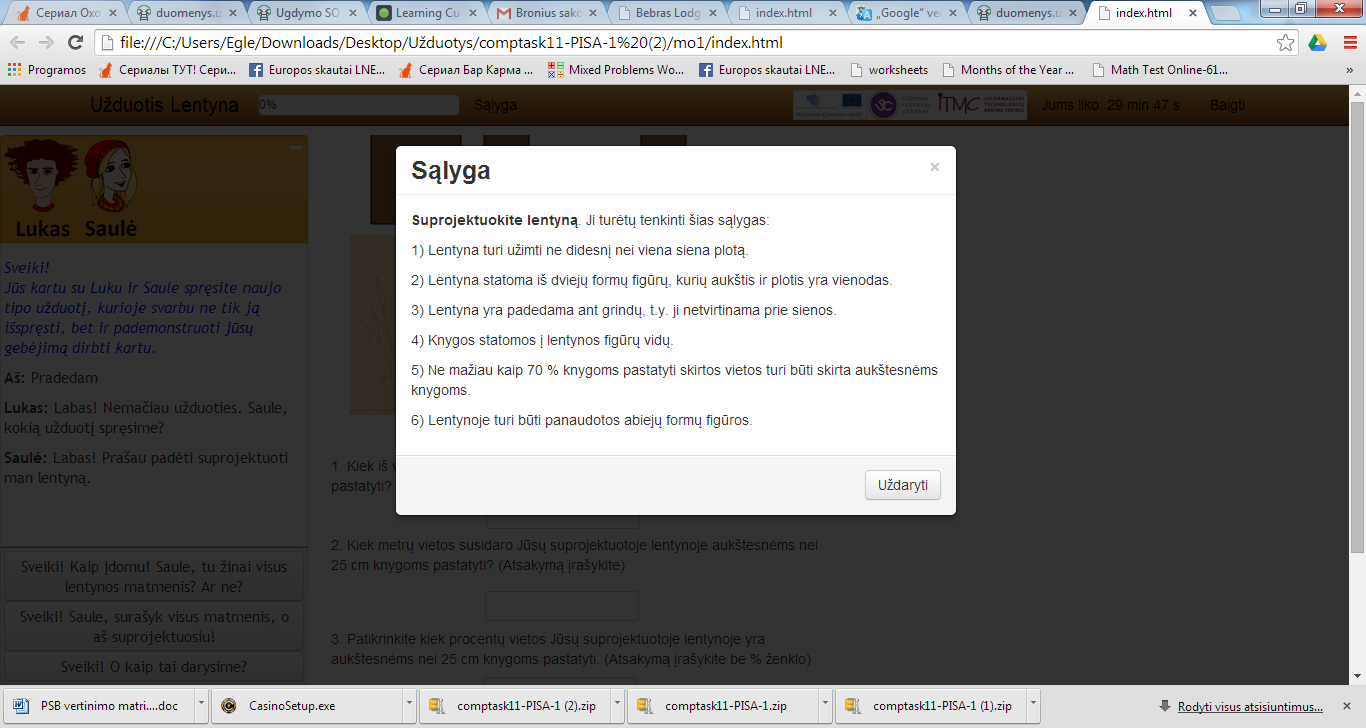 Сериал Охо
duomenys.u
Ugdymo SO
Learning Cu
Bronius sako
Bebras Lodg
index.html
„Google“ ver
duomenys.u
index.html
file:///C:/Users/Egle/Downloads/Desktop/Užduotys/comptask11-PISA-1%20(2)/mo1/index.html
Programos
Сериалы ТУТ! Сери...
Europos skautai LNE...
Сериал Бар Карма ...
Mixed Problems Wo...
Europos skautai LNE...
worksheets
Months of the Year ...
Math Test Online-61...
»
Užduotis Lentyna
0%
Sąlyga
ITMC
Jums liko: 29 min 47 s
Baigti
Lukas Saulė
Sveiki!
Jūs kartu su Luku ir Saule spręsite naujo
tipo užduotį, kurioje svarbu ne tik ją
išspręsti, bet ir pademonstruoti jūsų
gebėjimą dirbti kartu.
Aš: Pradedam
Lukas: Labas! Nemačiau užduoties. Saule,
kokią užduotį spręsime?
Saulė: Labas! Prašau padėti suprojektuoti
man lentyną.
Sveiki! Kaip įdomu! Saule, tu žinai visus
lentynos matmenis? Ar ne?
Sveiki! Saule, surašyk visus matmenis, o
aš suprojektuosiu!
Sveiki! O kaip tai darysime?
Sąlyga
×
Suprojektuokite lentyną. Ji turėtų tenkinti šias sąlygas:
1) Lentyna turi užimti ne didesnį nei viena siena plotą.
2) Lentyna statoma iš dviejų formų figūrų, kurių aukštis ir plotis yra vienodas.
3) Lentyna yra padedama ant grindų, t.y. ji netvirtinama prie sienos.
4) Knygos statomos į lentynos figūrų vidų.
5) Ne mažiau kaip 70 % knygoms pastatyti skirtos vietos turi būti skirta aukštesnėms
knygoms.
6) Lentynoje turi būti panaudotos abiejų formų figūros.
Uždaryti
1. Kiek iš v
pastatyti?
2. Kiek metrų vietos susidaro Jūsų suprojektuotoje lentynoje aukštesnėms nei
25 cm knygoms pastatyti? (Atsakymą įrašykite)
3. Patikrinkite kiek procentų vietos Jūsų suprojektuotoje lentynoje yra
aukštesnėms nei 25 cm knygoms pastatyti. (Atsakymą įrašykite be % ženklo)
PSB vertinimo matri....doc
CasinoSetup.exe
comptask11-PISA-1 (2).zip
comptask11-PISA-1.zip
comptask11-PISA-1 (1).zip
Rodyti visus atsisiuntimus...